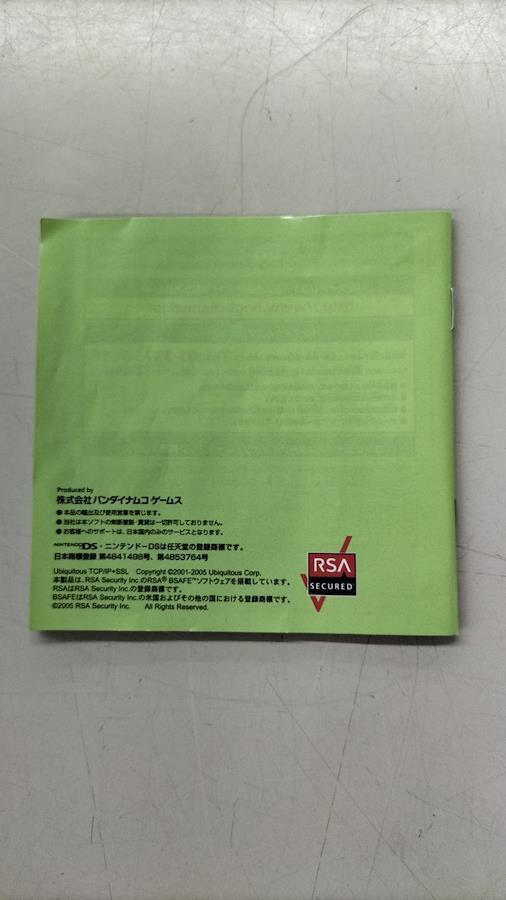 Produced by
株式会社 バンダイナムコ ゲームス
● 本品の輸出及び使用営業を禁じます。
● 当社は本ソフトの無断複製・賃貸は一切許可しておりません。
● お客様へのサポートは、日本国内のみのサービスとなります。
NINTENDO DS・ニンテンドーDSは任天堂の登録商標です。
日本商標登録 第4841498号、第4853764号
Ubiquitous TCP/IP+SSL Copyright ©2001-2005 Ubiquitous Corp.
本製品は、RSA Security Inc.のRSA® BSAFE™ソフトウェアを搭載しています。
RSAはRSA Security Inc.の登録商標です。
BSAFEはRSA Security Inc.の米国およびその他の国における登録商標です。
©2005 RSA Security Inc. All Rights Reserved.
RSA
SECURED